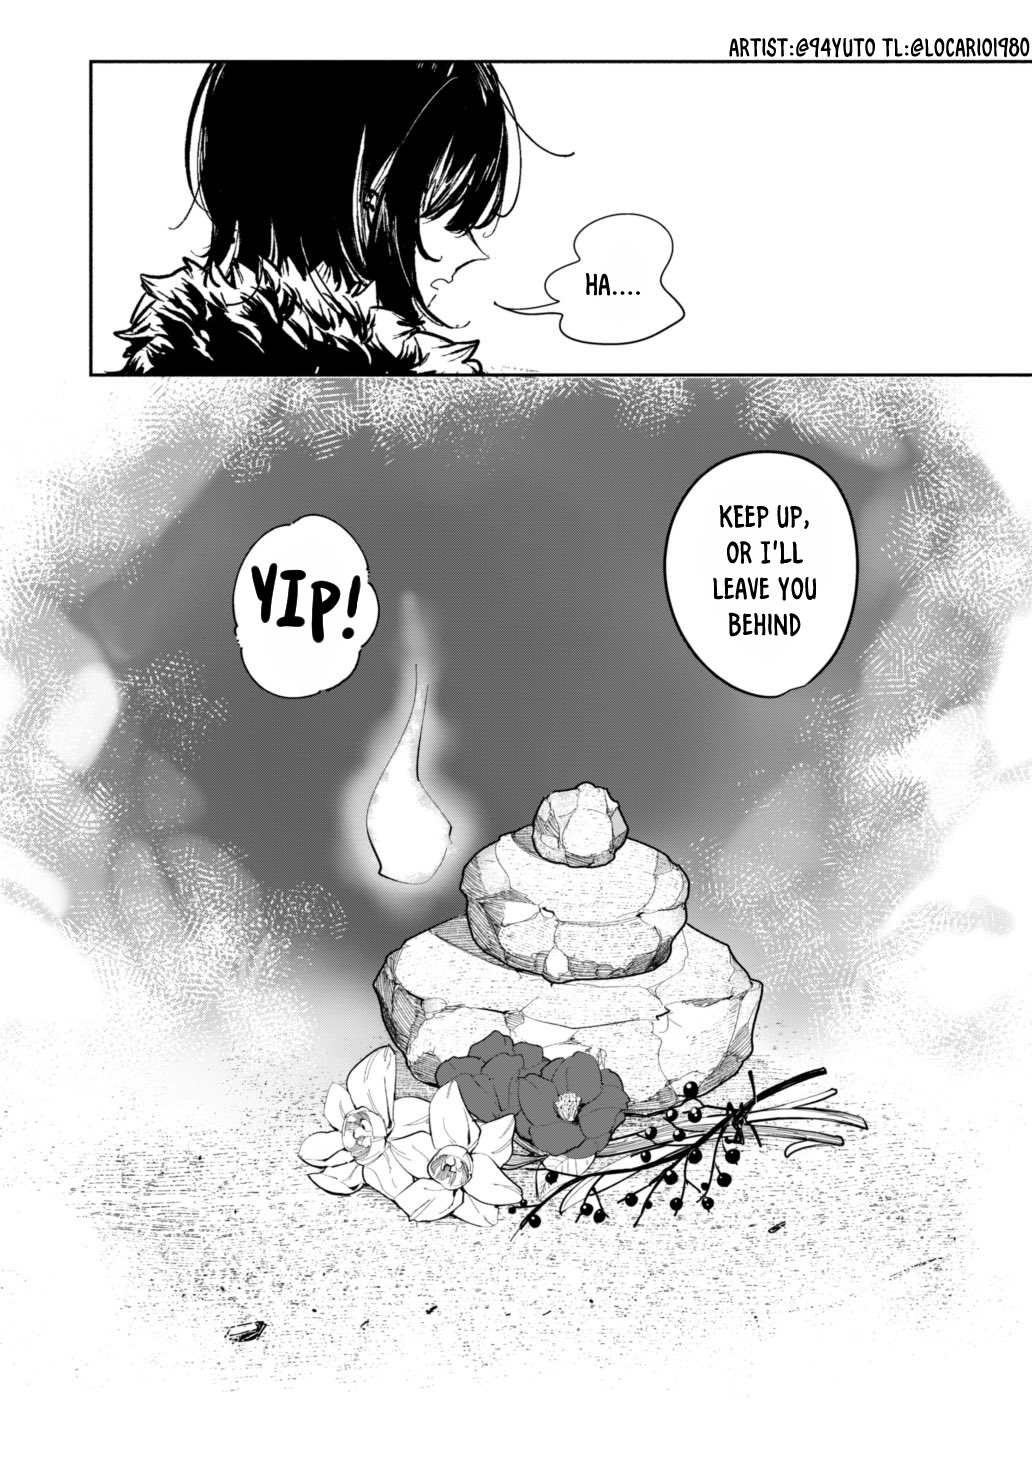 ARTIST:@94YUTO TL:@LOCARIO1980
HA....
KEEP UP,
OR I'LL
LEAVE YOU
BEHIND
YIP!